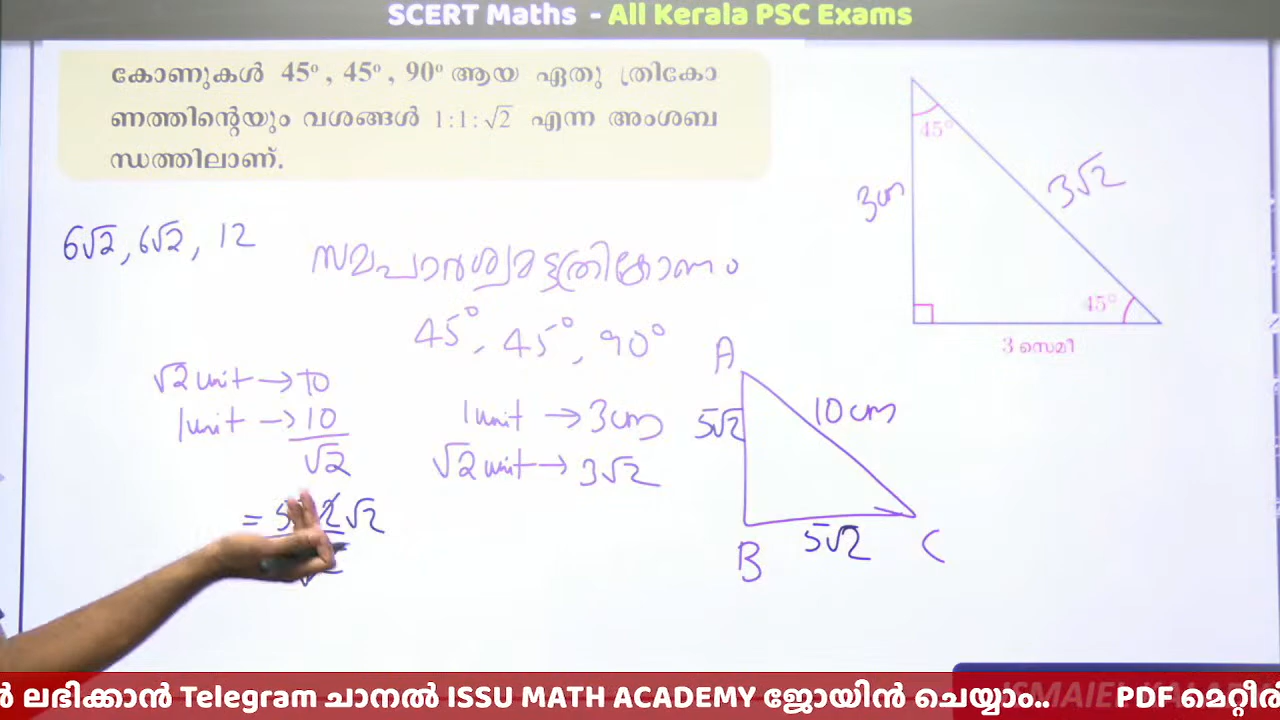 SCERT Maths - All Kerala PSC Exams
കോണുകൾ 45°, 45°, 90° ആയ ഏതു ത്രികോ
ണത്തിന്റെയും വശങ്ങൾ 1:1:√2 എന്ന അംശബ
ന്ധത്തിലാണ്.
6√2, 6√2, 12
സമപാർശ്വമട്ടത്രികോണം
45°, 45°, 90°
√2 unit → 10
1 unit → 10
√2
= 5
√2
1 unit → 3cm
√2 unit → 3√2
45°
3cm
3√2
45°
3 സെമീ
A
5√2
10cm
B
5√2
C
ൽ ലഭിക്കാൻ Telegram ചാനൽ ISSU MATH ACADEMY ജോയിൻ ചെയ്യാം.. PDF മെറ്റീരി